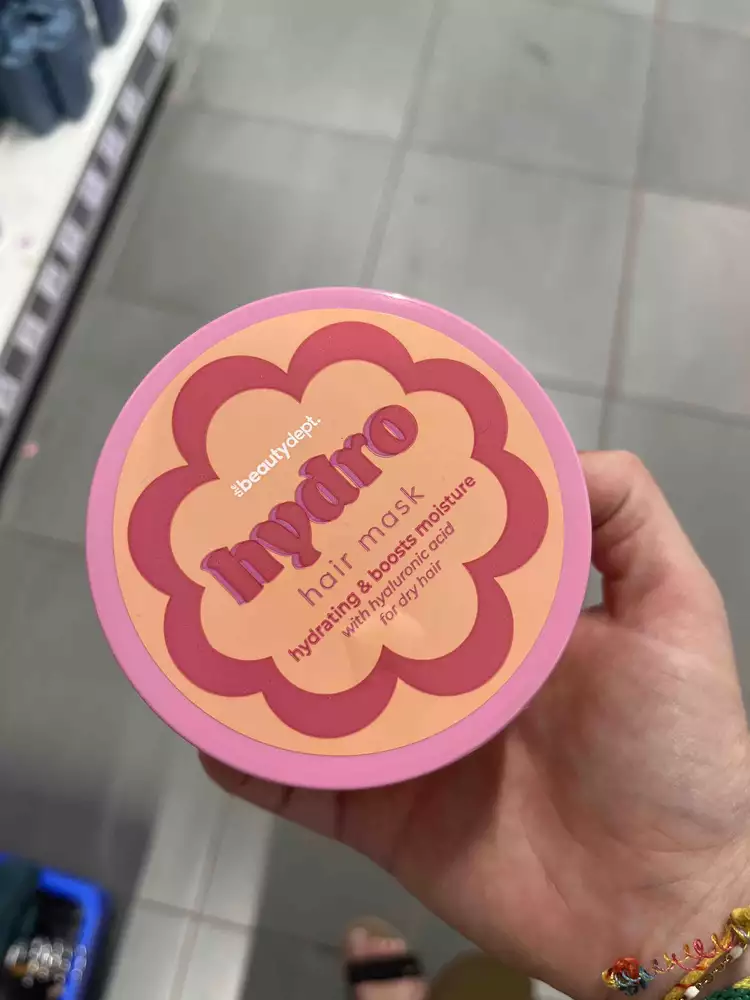 the beautydept.
hydro
hair mask
hydrating & boosts moisture
with hyaluronic acid
for dry hair